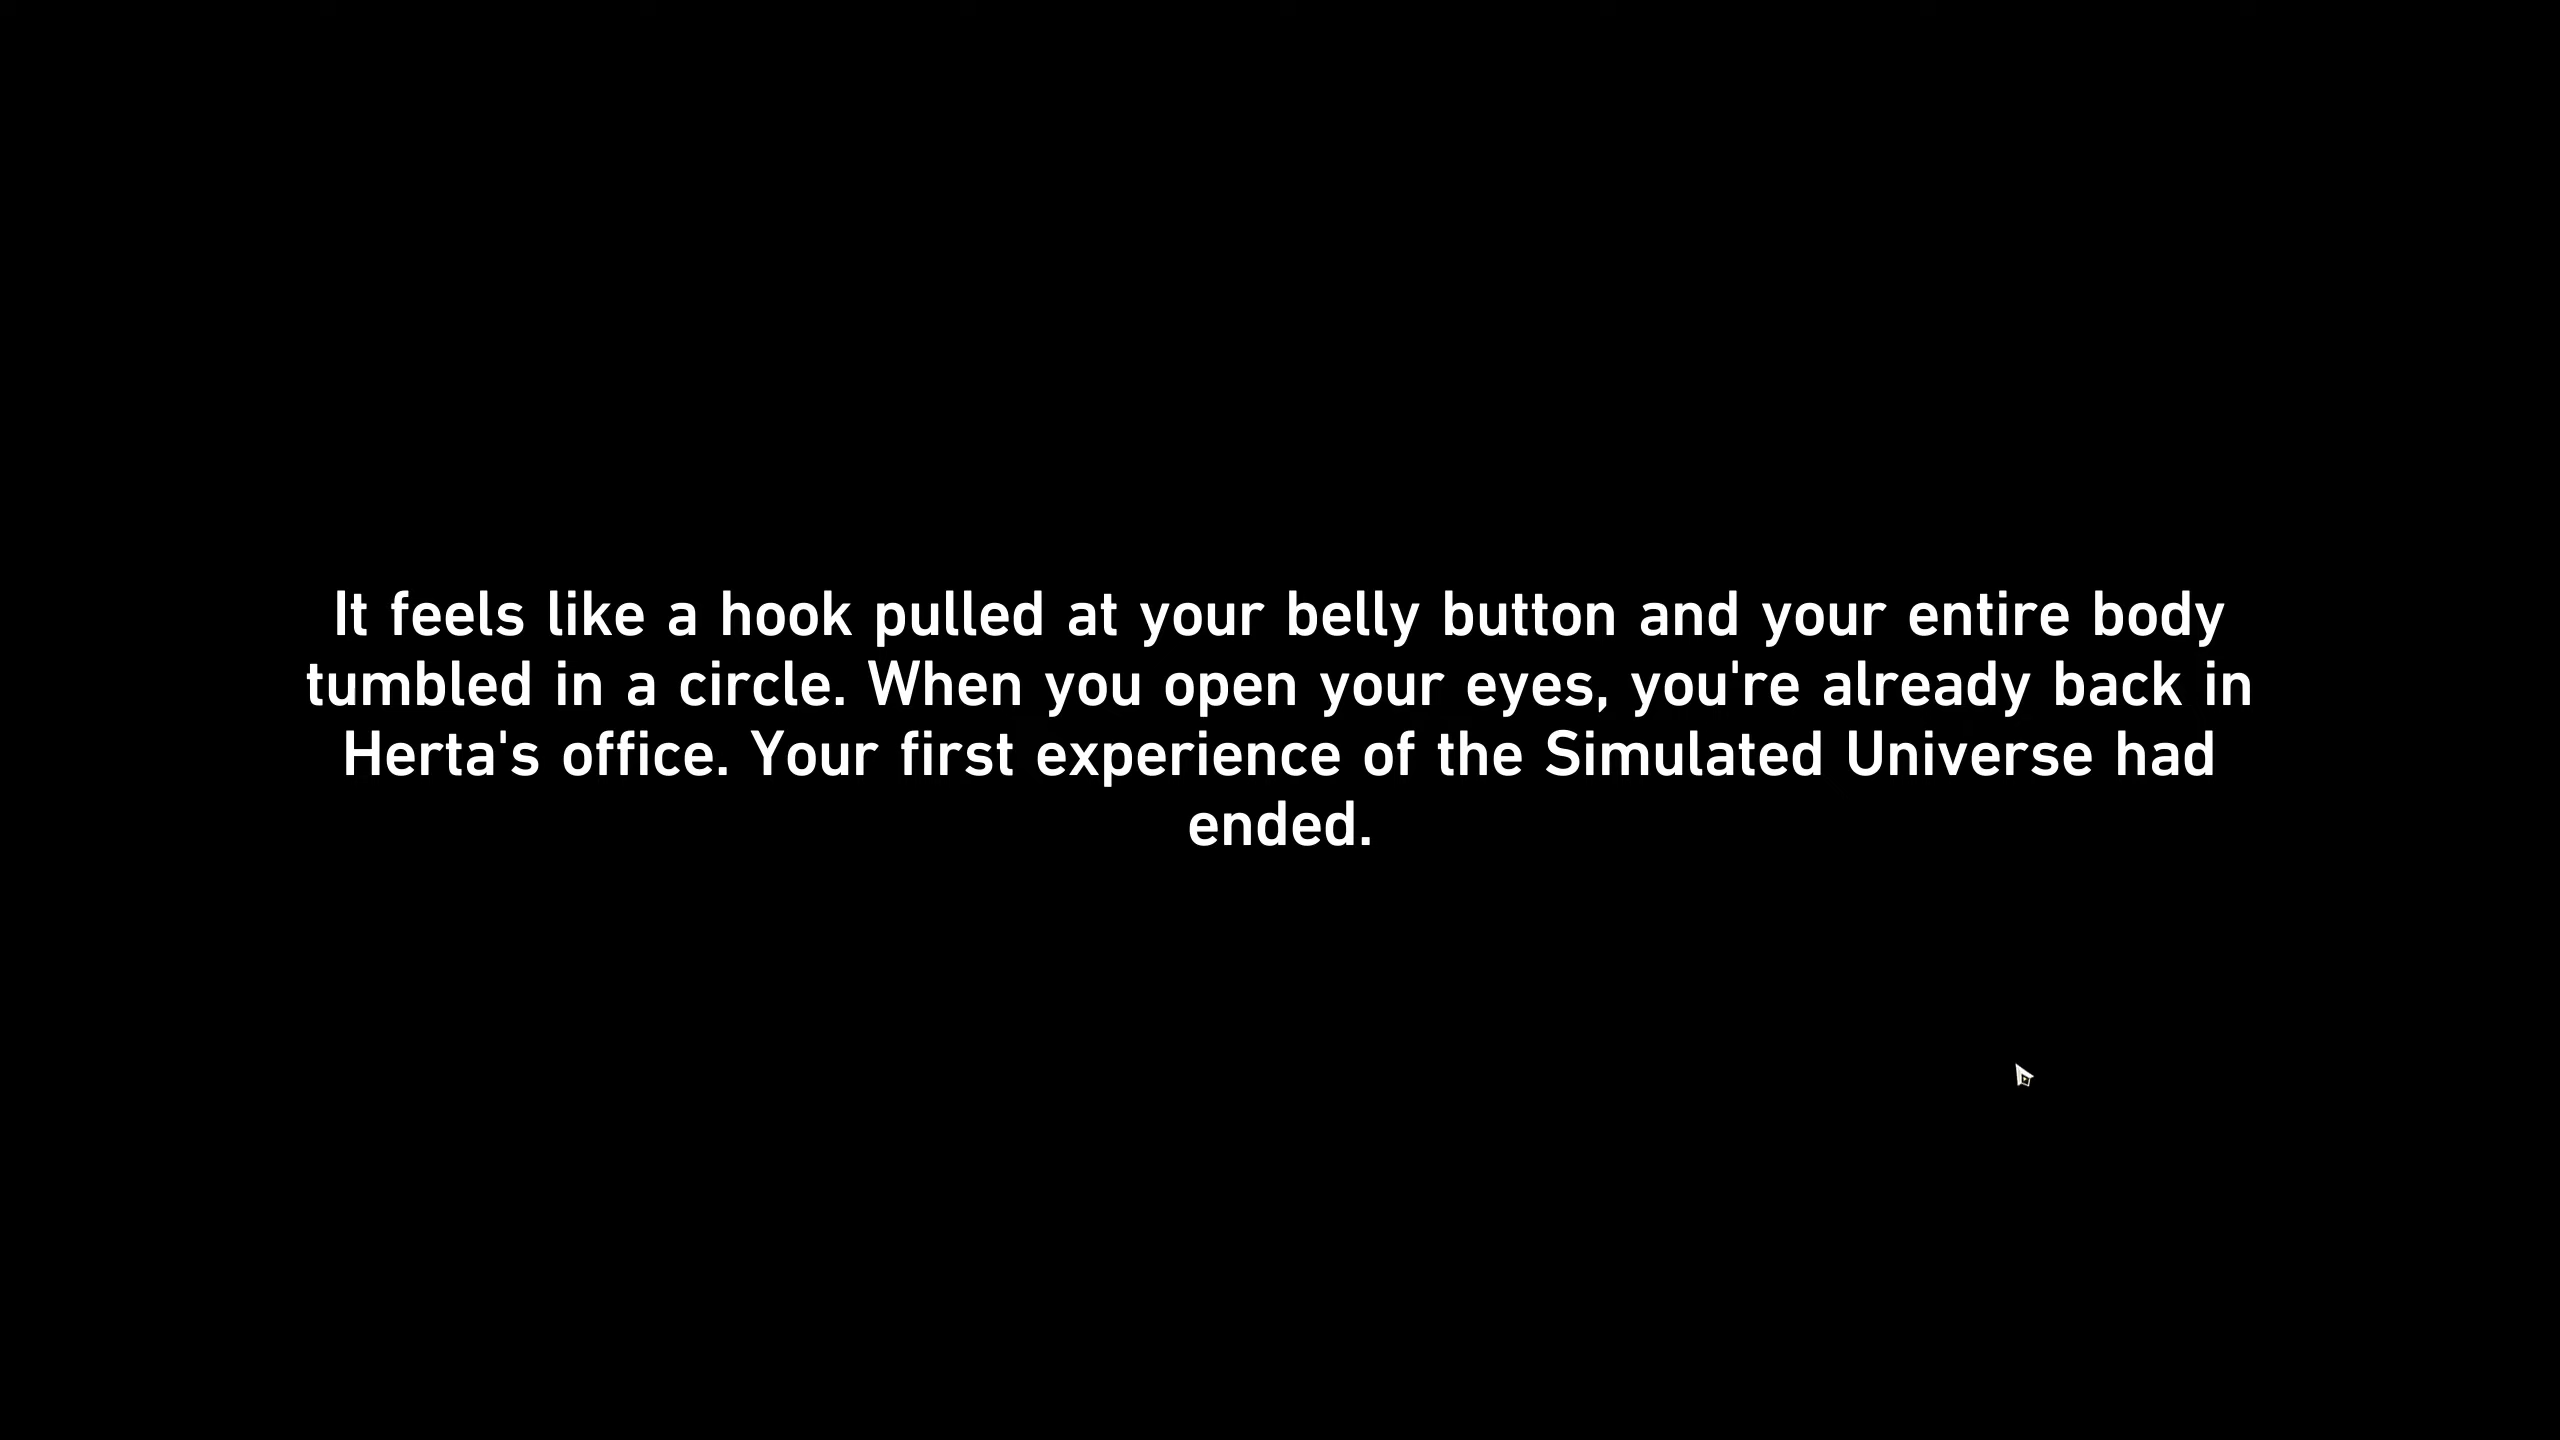 It feels like a hook pulled at your belly button and your entire body
tumbled in a circle. When you open your eyes, you're already back in
Herta's office. Your first experience of the Simulated Universe had
ended.